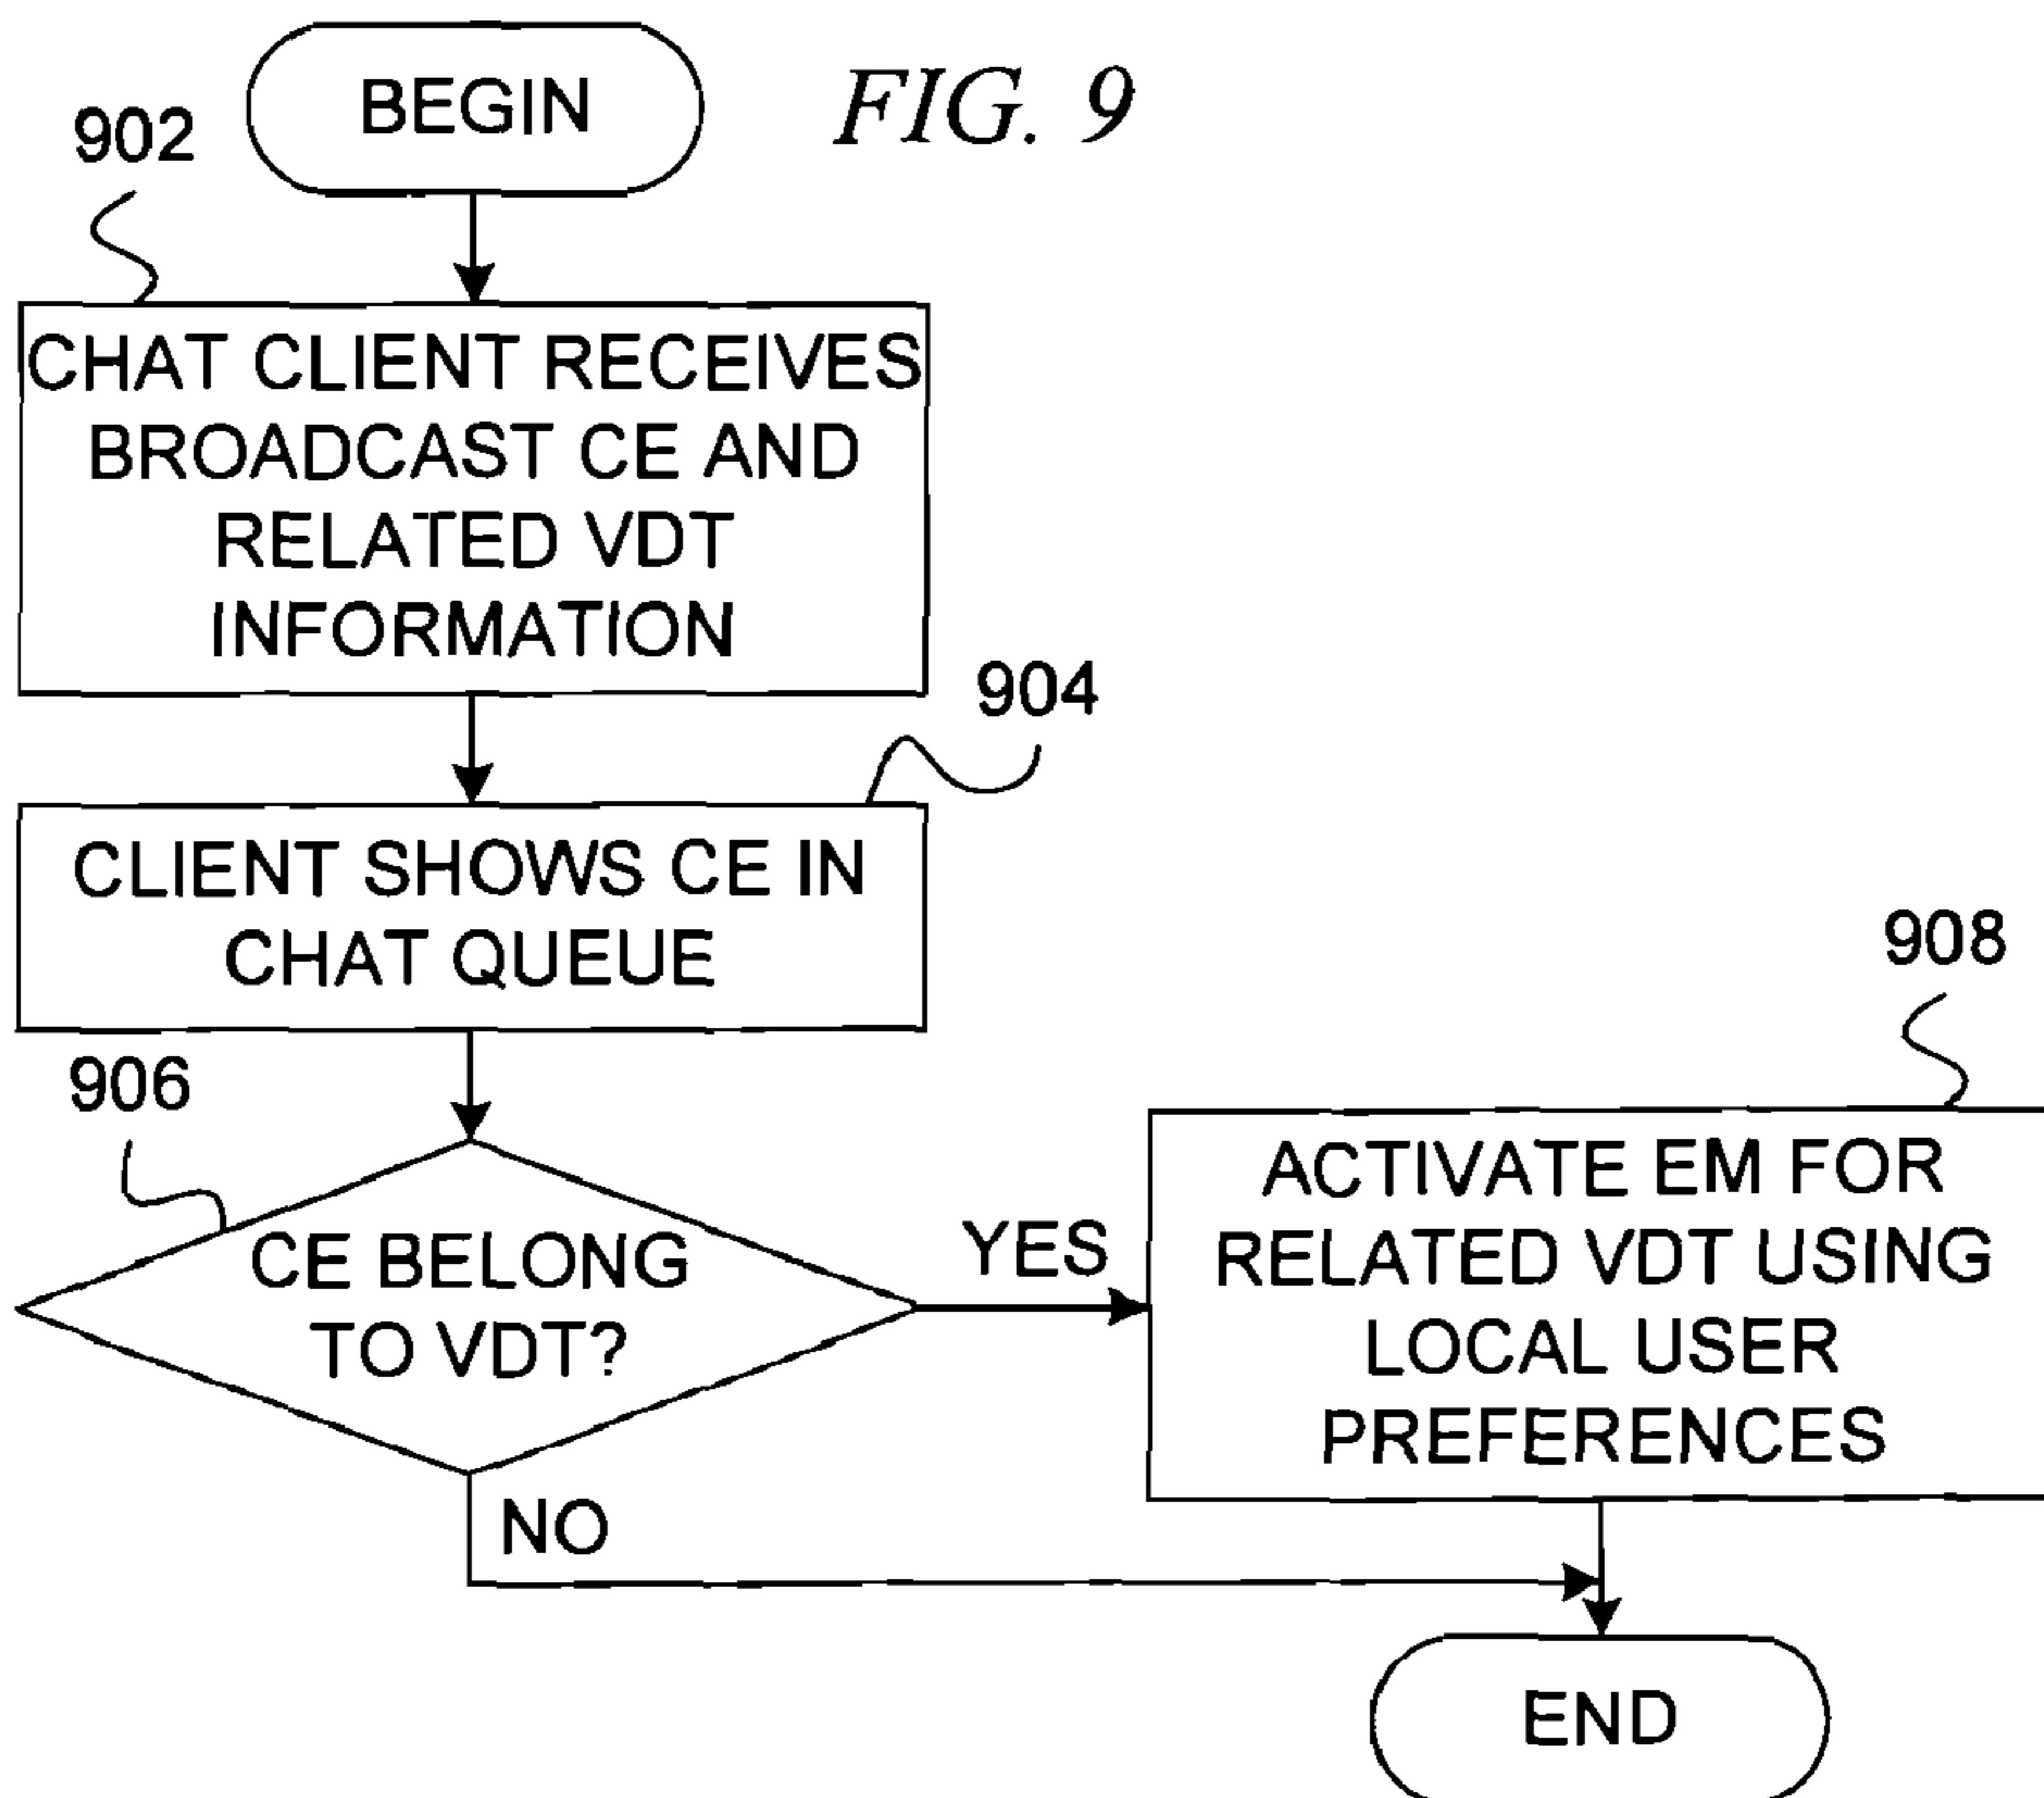 BEGIN
FIG. 9
902
CHAT CLIENT RECEIVES
BROADCAST CE AND
RELATED VDT
INFORMATION
904
CLIENT SHOWS CE IN
CHAT QUEUE
906
CE BELONG
TO VDT?
YES
NO
908
ACTIVATE EM FOR
RELATED VDT USING
LOCAL USER
PREFERENCES
END